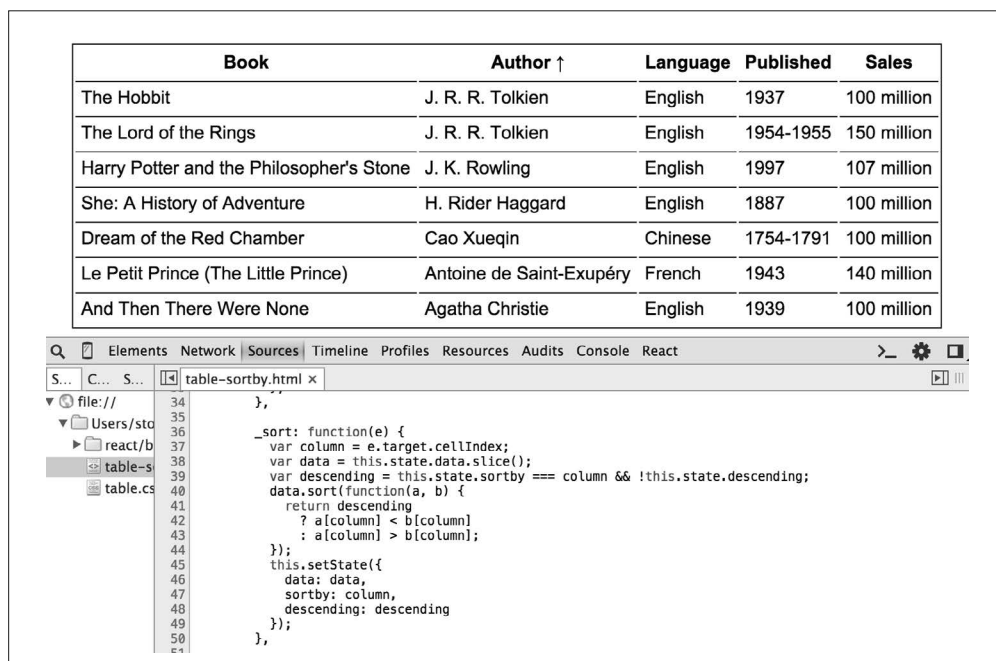 Book Author ↑ Language Published Sales
The Hobbit J. R. R. Tolkien English 1937 100 million
The Lord of the Rings J. R. R. Tolkien English 1954-1955 150 million
Harry Potter and the Philosopher's Stone J. K. Rowling English 1997 107 million
She: A History of Adventure H. Rider Haggard English 1887 100 million
Dream of the Red Chamber Cao Xueqin Chinese 1754-1791 100 million
Le Petit Prince (The Little Prince) Antoine de Saint-Exupéry French 1943 140 million
And Then There Were None Agatha Christie English 1939 100 million
Elements Network Sources Timeline Profiles Resources Audits Console React
S... C... S... table-sortby.html ×
file://
Users/sto
react/b
table-s
table.cs
34 },
35
36 _sort: function(e) {
37 var column = e.target.cellIndex;
38 var data = this.state.data.slice();
39 var descending = this.state.sortby === column && !this.state.descending;
40 data.sort(function(a, b) {
41 return descending
42 ? a[column] < b[column]
43 : a[column] > b[column];
44 });
45 this.setState({
46 data: data,
47 sortby: column,
48 descending: descending
49 });
50 },